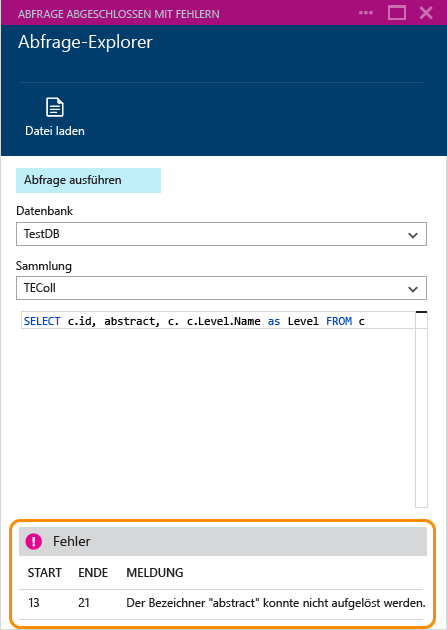 ABFRAGE ABGESCHLOSSEN MIT FEHLERN
Abfrage-Explorer
Datei laden
Abfrage ausführen
Datenbank
TestDB
Sammlung
TEColl
SELECT c.id, abstract, c. c.Level.Name as Level FROM c
Fehler
START ENDE MELDUNG
13 21 Der Bezeichner "abstract" konnte nicht aufgelöst werden.